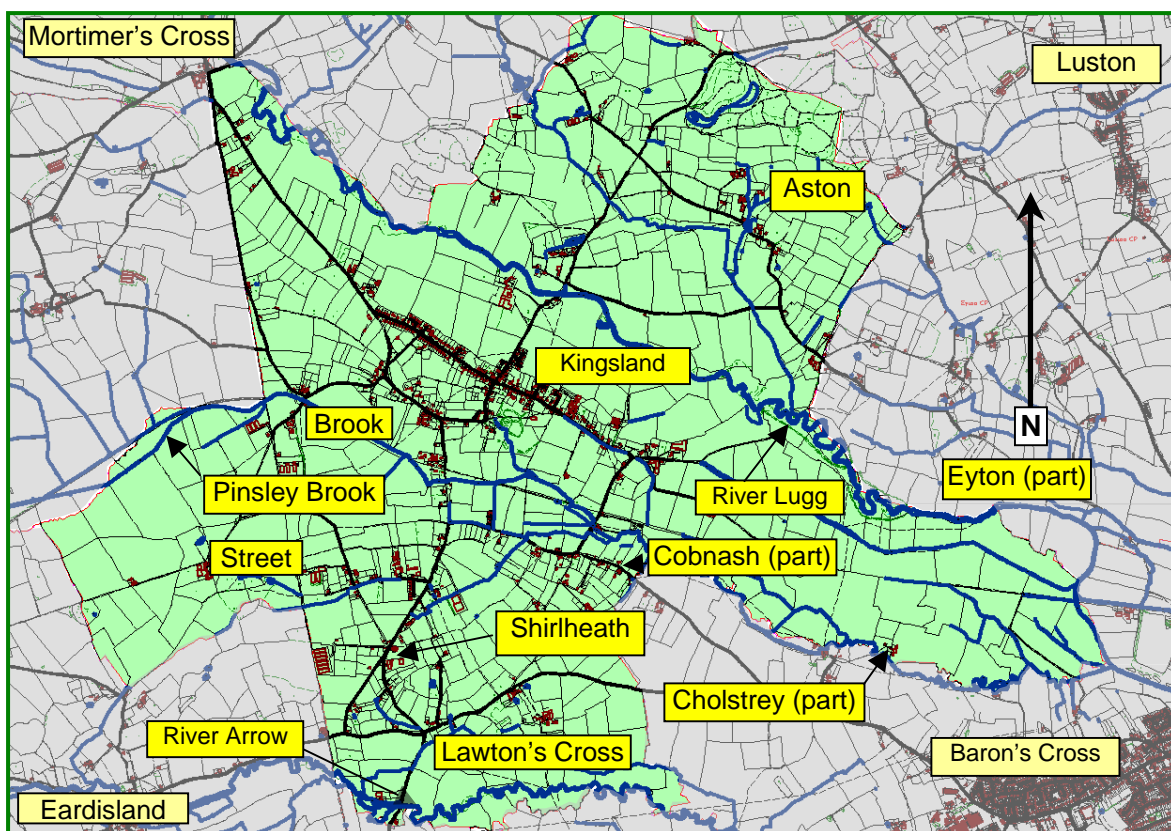 Mortimer's Cross
Luston
Aston
Kingsland
N
Brook
Eyton (part)
Pinsley Brook
River Lugg
Street
Cobnash (part)
Shirlheath
Cholstrey (part)
River Arrow
Lawton's Cross
Baron's Cross
Eardisland